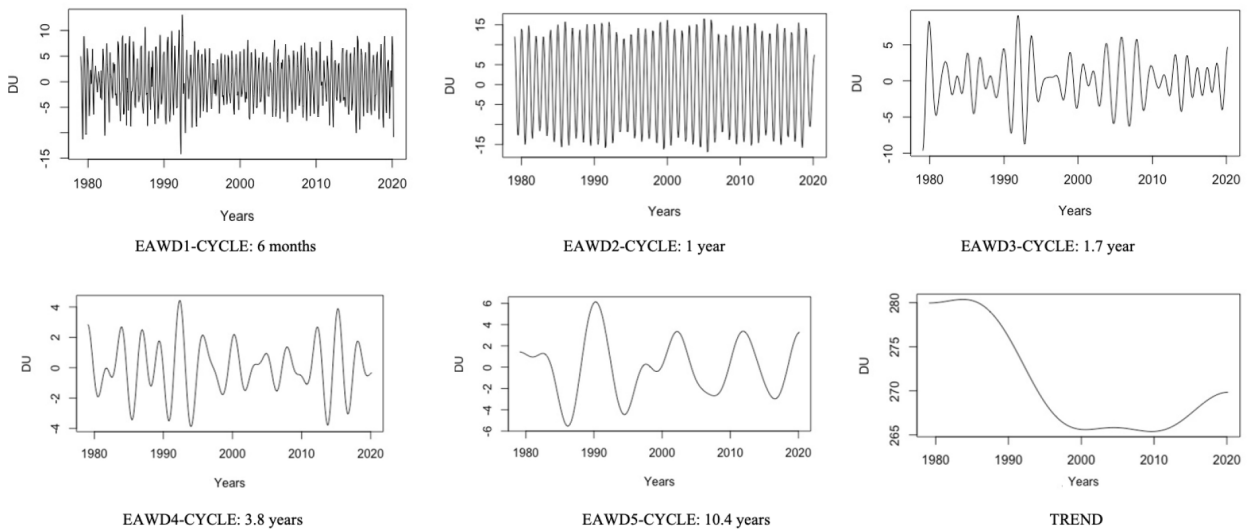 DU
10
5
0
-5
-15
1980 1990 2000 2010 2020
Years
EAWD1-CYCLE: 6 months
DU
15
5
0
-5
-15
1980 1990 2000 2010 2020
Years
EAWD2-CYCLE: 1 year
DU
5
0
-5
-10
1980 1990 2000 2010 2020
Years
EAWD3-CYCLE: 1.7 year
DU
4
2
0
-2
-4
1980 1990 2000 2010 2020
Years
EAWD4-CYCLE: 3.8 years
DU
6
4
2
0
-2
-4
-6
1980 1990 2000 2010 2020
Years
EAWD5-CYCLE: 10.4 years
DU
280
275
270
265
1980 1990 2000 2010 2020
Years
TREND